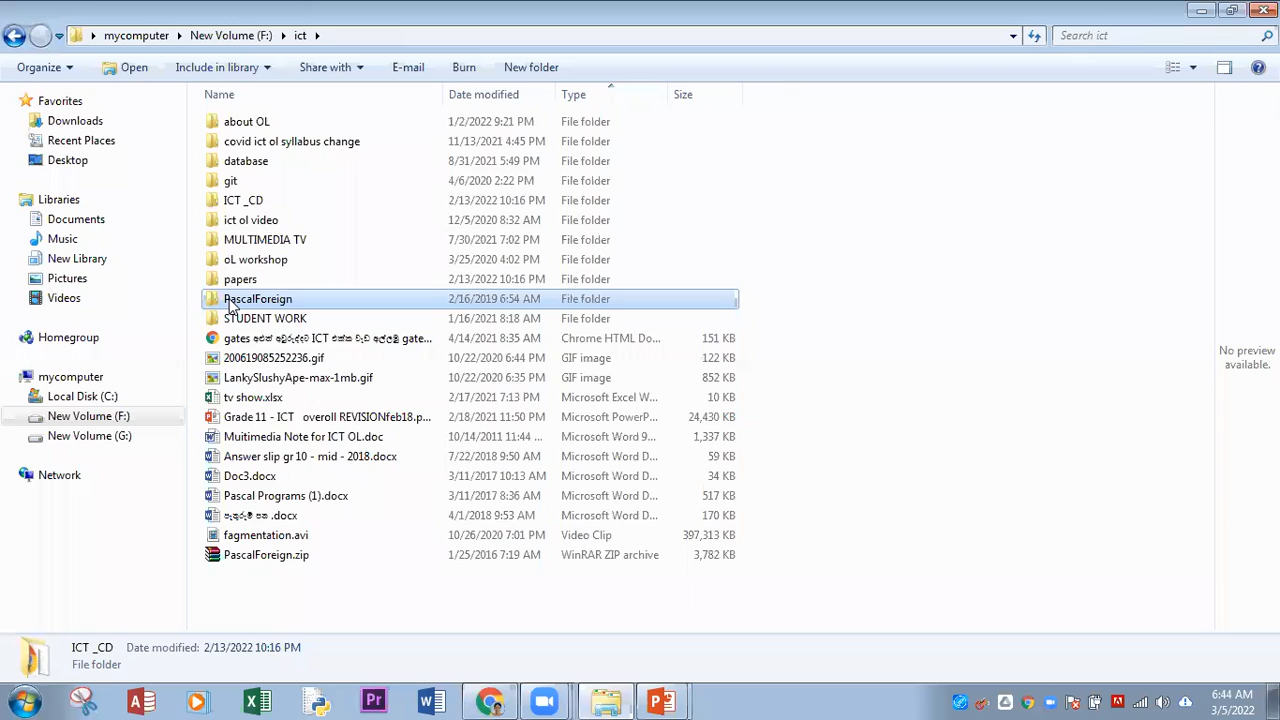 mycomputer New Volume (F:) ict Search ict
Organize Open Include in library Share with E-mail Burn New folder
Name Date modified Type Size
Favorites
Downloads
Recent Places
Desktop
Libraries
Documents
Music
New Library
Pictures
Videos
Homegroup
mycomputer
Local Disk (C:)
New Volume (F:)
New Volume (G:)
Network
about OL 1/2/2022 9:21 PM File folder
covid ict ol syllabus change 11/13/2021 4:45 PM File folder
database 8/31/2021 5:49 PM File folder
git 4/6/2020 2:22 PM File folder
ICT _CD 2/13/2022 10:16 PM File folder
ict ol video 12/5/2020 8:32 AM File folder
MULTIMEDIA TV 7/30/2021 7:02 PM File folder
oL workshop 3/25/2020 4:02 PM File folder
papers 2/13/2022 10:16 PM File folder
PascalForeign 2/16/2019 6:54 AM File folder
STUDENT WORK 1/16/2021 8:18 AM File folder
gates අළුත් අවුරුද්දට ICT එක්ක වැඩ අල්ලමු gate... 4/14/2021 8:35 AM Chrome HTML Do... 151 KB
200619085252236.gif 10/22/2020 6:44 PM GIF image 122 KB
LankySlushyApe-max-1mb.gif 10/22/2020 6:35 PM GIF image 852 KB
tv show.xlsx 2/17/2021 7:13 PM Microsoft Excel W... 10 KB
Grade 11 - ICT overoll REVISIONfeb18.p... 2/18/2021 11:50 PM Microsoft PowerP... 24,430 KB
Muitimedia Note for ICT OL.doc 10/14/2011 11:44 ... Microsoft Word 9... 1,337 KB
Answer slip gr 10 - mid - 2018.docx 7/22/2018 9:50 AM Microsoft Word D... 59 KB
Doc3.docx 3/11/2017 10:13 AM Microsoft Word D... 34 KB
Pascal Programs (1).docx 3/11/2017 8:36 AM Microsoft Word D... 517 KB
පැතුරුම් පත .docx 4/1/2018 9:53 AM Microsoft Word D... 170 KB
fagmentation.avi 10/26/2020 7:01 PM Video Clip 397,313 KB
PascalForeign.zip 1/25/2016 7:19 AM WinRAR ZIP archive 3,782 KB
No preview
available.
ICT _CD Date modified: 2/13/2022 10:16 PM
File folder
6:44 AM
3/5/2022